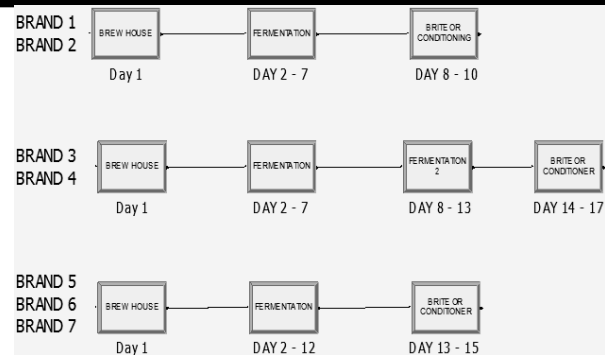 BRAND 1
BRAND 2
BREW HOUSE
FERMENTATION
BRITE OR
CONDITIONING
Day 1
DAY 2 - 7
DAY 8 - 10
BRAND 3
BRAND 4
BREW HOUSE
FERMENTATION
FERMENTATION
2
BRITE OR
CONDITIONER
Day 1
DAY 2 - 7
DAY 8 - 13
DAY 14 - 17
BRAND 5
BRAND 6
BRAND 7
BREW HOUSE
FERMENTATION
BRITE OR
CONDITIONER
Day 1
DAY 2 - 12
DAY 13 - 15